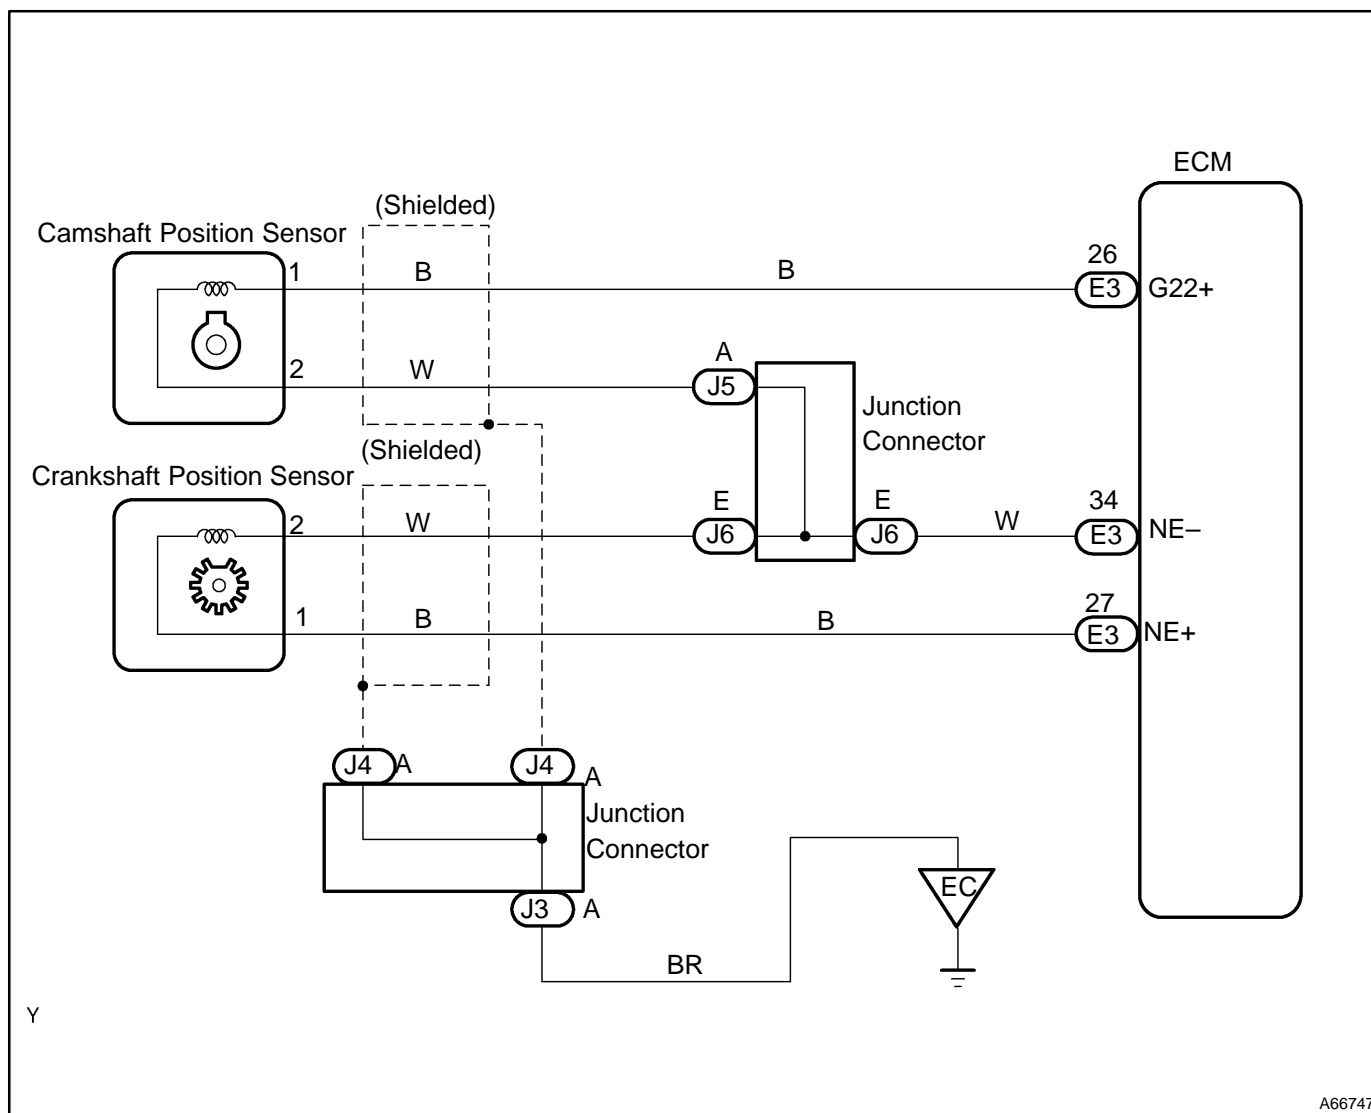 ECM
(Shielded)
Camshaft Position Sensor
1
B
B
26
E3
G22+
2
W
A
J5
Junction
Connector
(Shielded)
Crankshaft Position Sensor
2
W
E
J6
E
J6
W
34
E3
NE–
1
B
B
27
E3
NE+
J4
A
J4
A
Junction
Connector
J3
A
BR
EC
Y
A66747